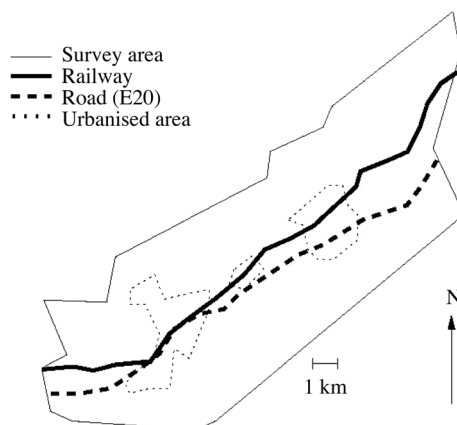 Survey area
Railway
Road (E20)
Urbanised area
N
1 km